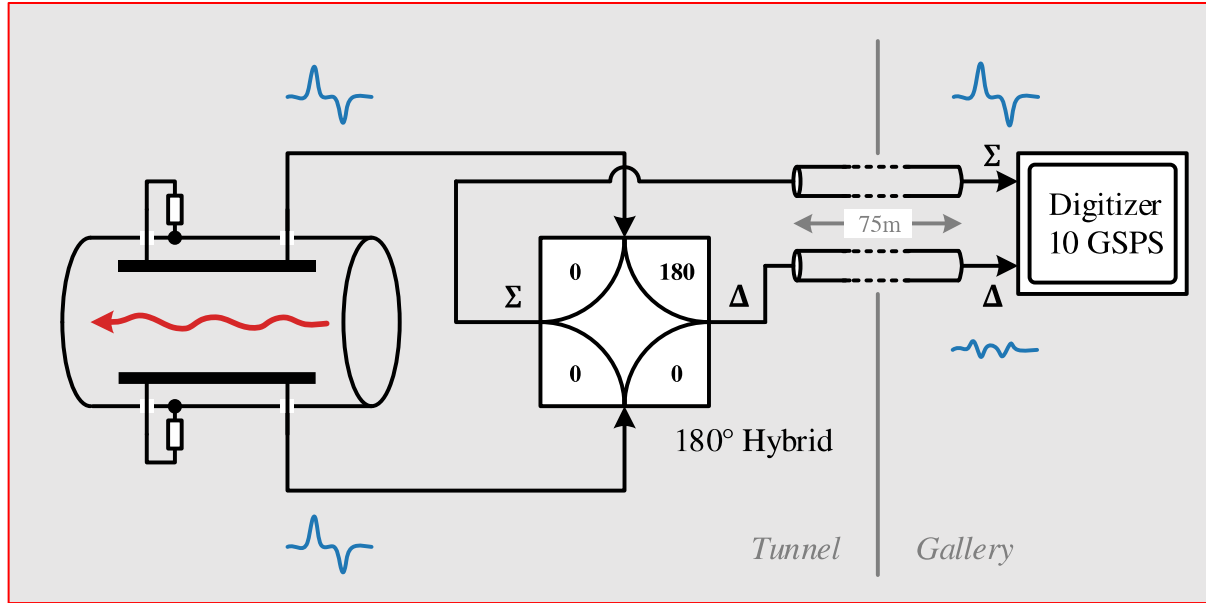 Σ
Digitizer
10 GSPS
75m
0
180
Σ
Δ
Δ
0
0
180° Hybrid
Tunnel
Gallery